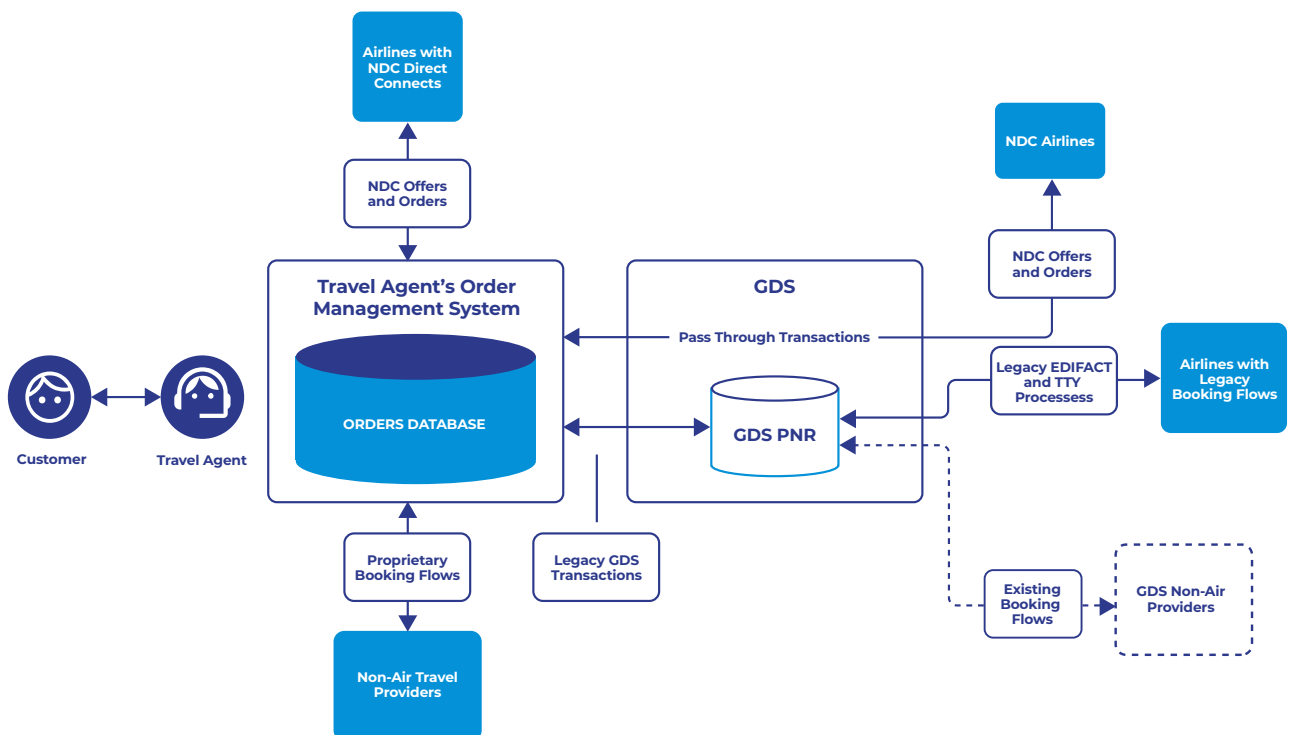 Airlines with
NDC Direct
Connects
NDC Airlines
NDC Offers
and Orders
NDC Offers
and Orders
Travel Agent’s Order
Management System
GDS
Pass Through Transactions
Legacy EDIFACT
and TTY
Processess
Airlines with
Legacy
Booking Flows
ORDERS DATABASE
GDS PNR
Customer
Travel Agent
Proprietary
Booking Flows
Legacy GDS
Transactions
Existing
Booking
Flows
GDS Non-Air
Providers
Non-Air Travel
Providers